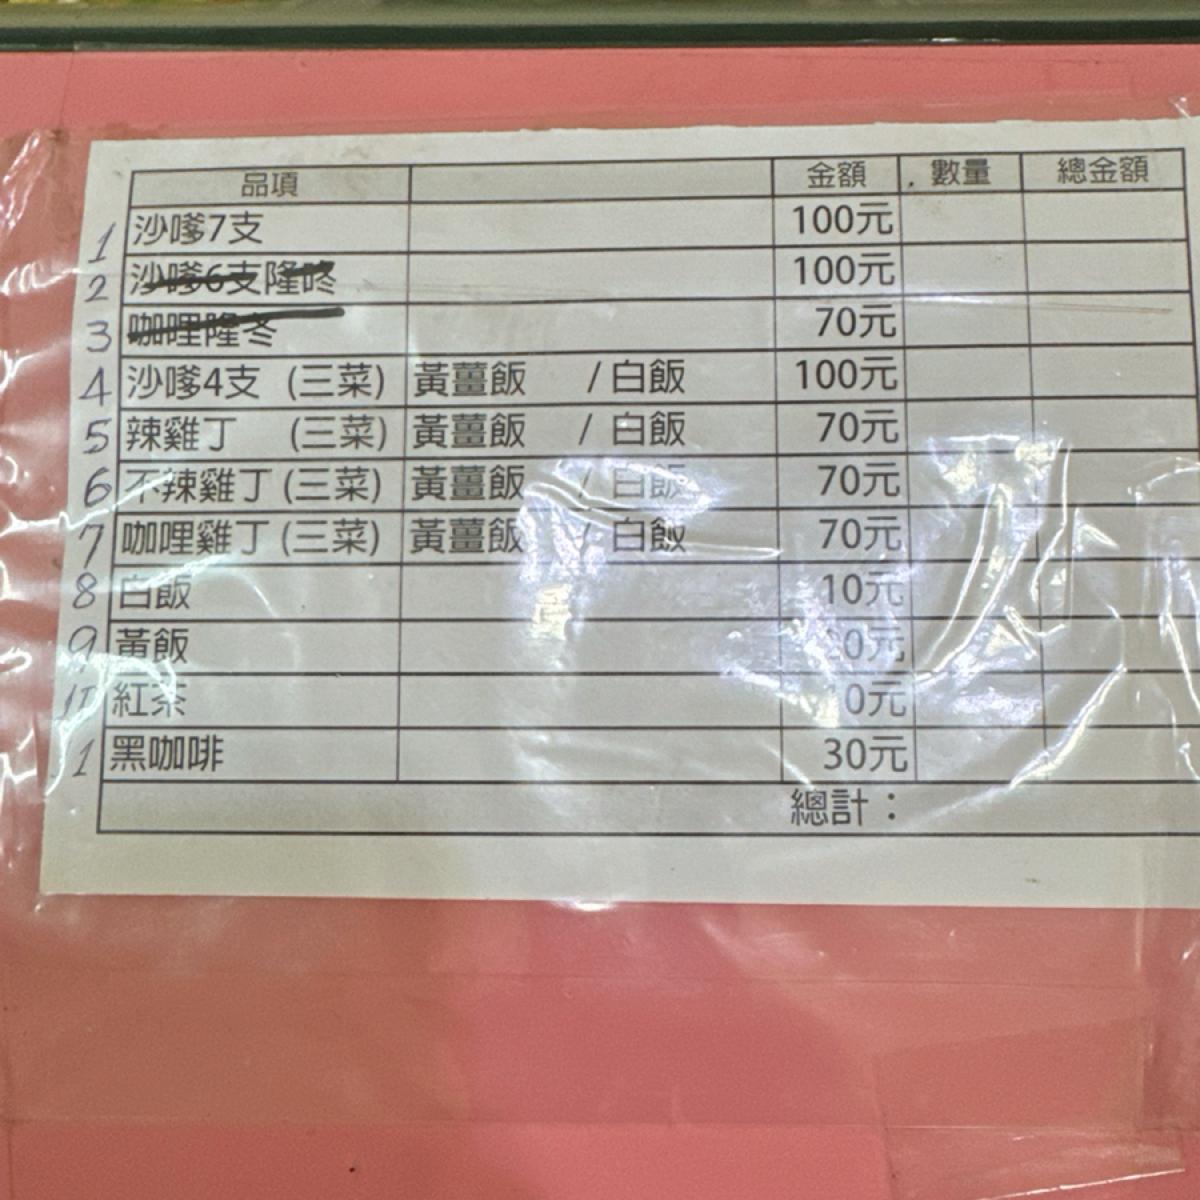 品項 金額 數量 總金額
1 沙嗲7支 100元
2 沙嗲6支隆咚 100元
3 咖哩隆冬 70元
4 沙嗲4支 (三菜) 黃薑飯 / 白飯 100元
5 辣雞丁 (三菜) 黃薑飯 / 白飯 70元
6 不辣雞丁 (三菜) 黃薑飯 / 白飯 70元
7 咖哩雞丁 (三菜) 黃薑飯 / 白飯 70元
8 白飯 10元
9 黃飯
紅茶
1 黑咖啡 30元
總計：